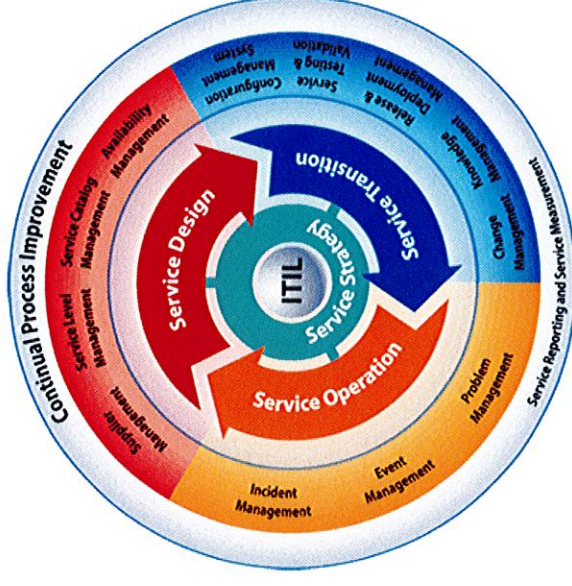 Continual Process Improvement
Availability
Management
Service Catalog
Management
Service Level
Management
Supplier
Management
Configuration
Management
System
Service
Testing &
Validation
Release &
Deployment
Management
Knowledge
Management
Change
Management
Problem
Management
Event
Management
Incident
Management
Service Design
Service Transition
Service Operation
Service Strategy
ITIL
Service Reporting and Service Measurement